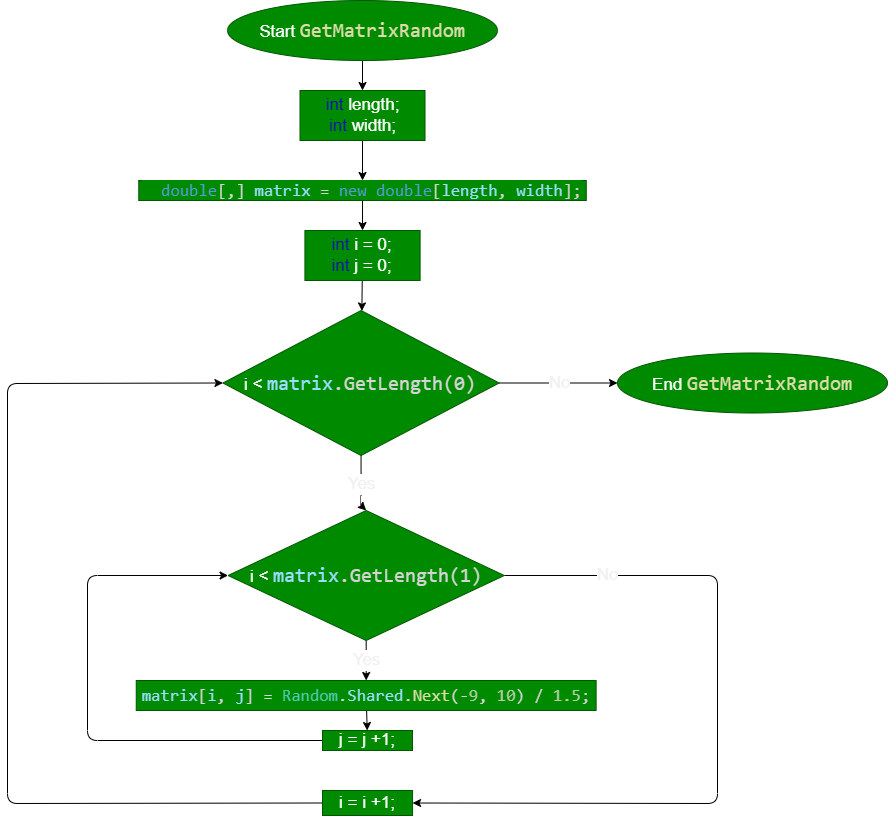 Start GetMatrixRandom
int length;
int width;
double[,] matrix = new double[length, width];
int i = 0;
int j = 0;
i < matrix.GetLength(0)
No
End GetMatrixRandom
Yes
i < matrix.GetLength(1)
No
Yes
matrix[i, j] = Random.Shared.Next(-9, 10) / 1.5;
j = j +1;
i = i +1;